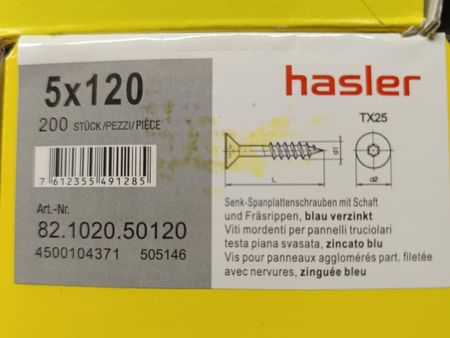 5x120
hasler
200 STÜCK/PEZZI/PIÈCE
TX25
d1
L
d2
7 612355 491285
Art.-Nr.
82.1020.50120
4500104371 505146
Senk-Spanplattenschrauben mit Schaft
und Fräsrippen, blau verzinkt
Viti mordenti per pannelli truciolari
testa piana svasata, zincato blu
Vis pour panneaux agglomérés part. filetée
avec nervures, zinguée bleu